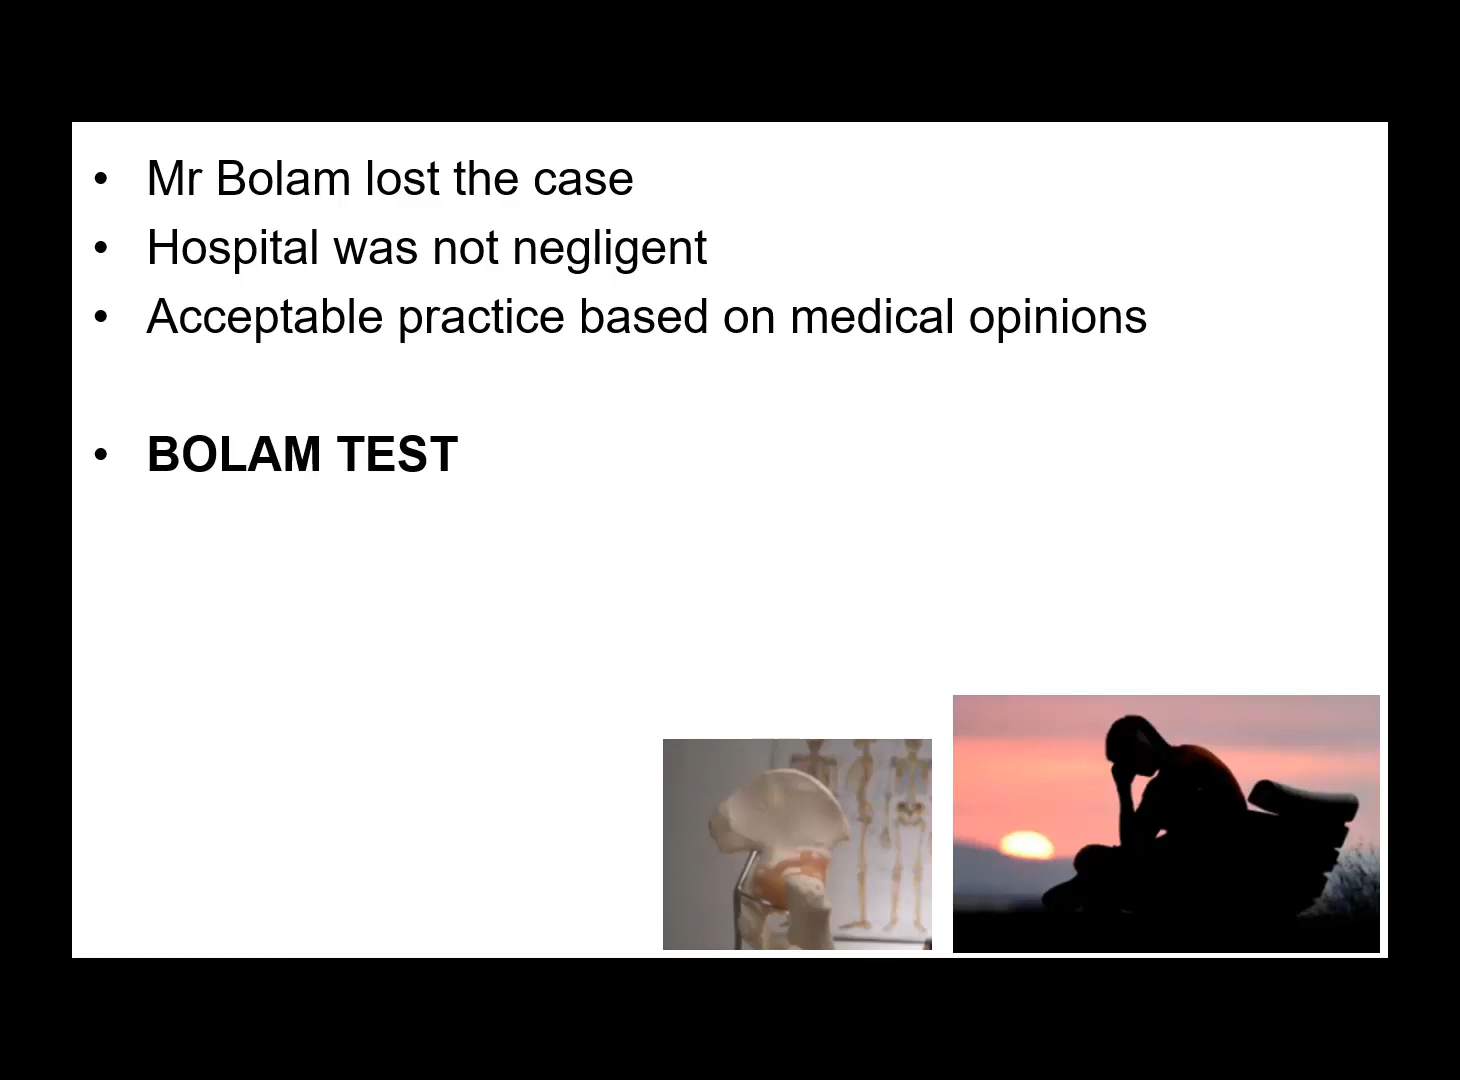 • Mr Bolam lost the case
• Hospital was not negligent
• Acceptable practice based on medical opinions
• BOLAM TEST